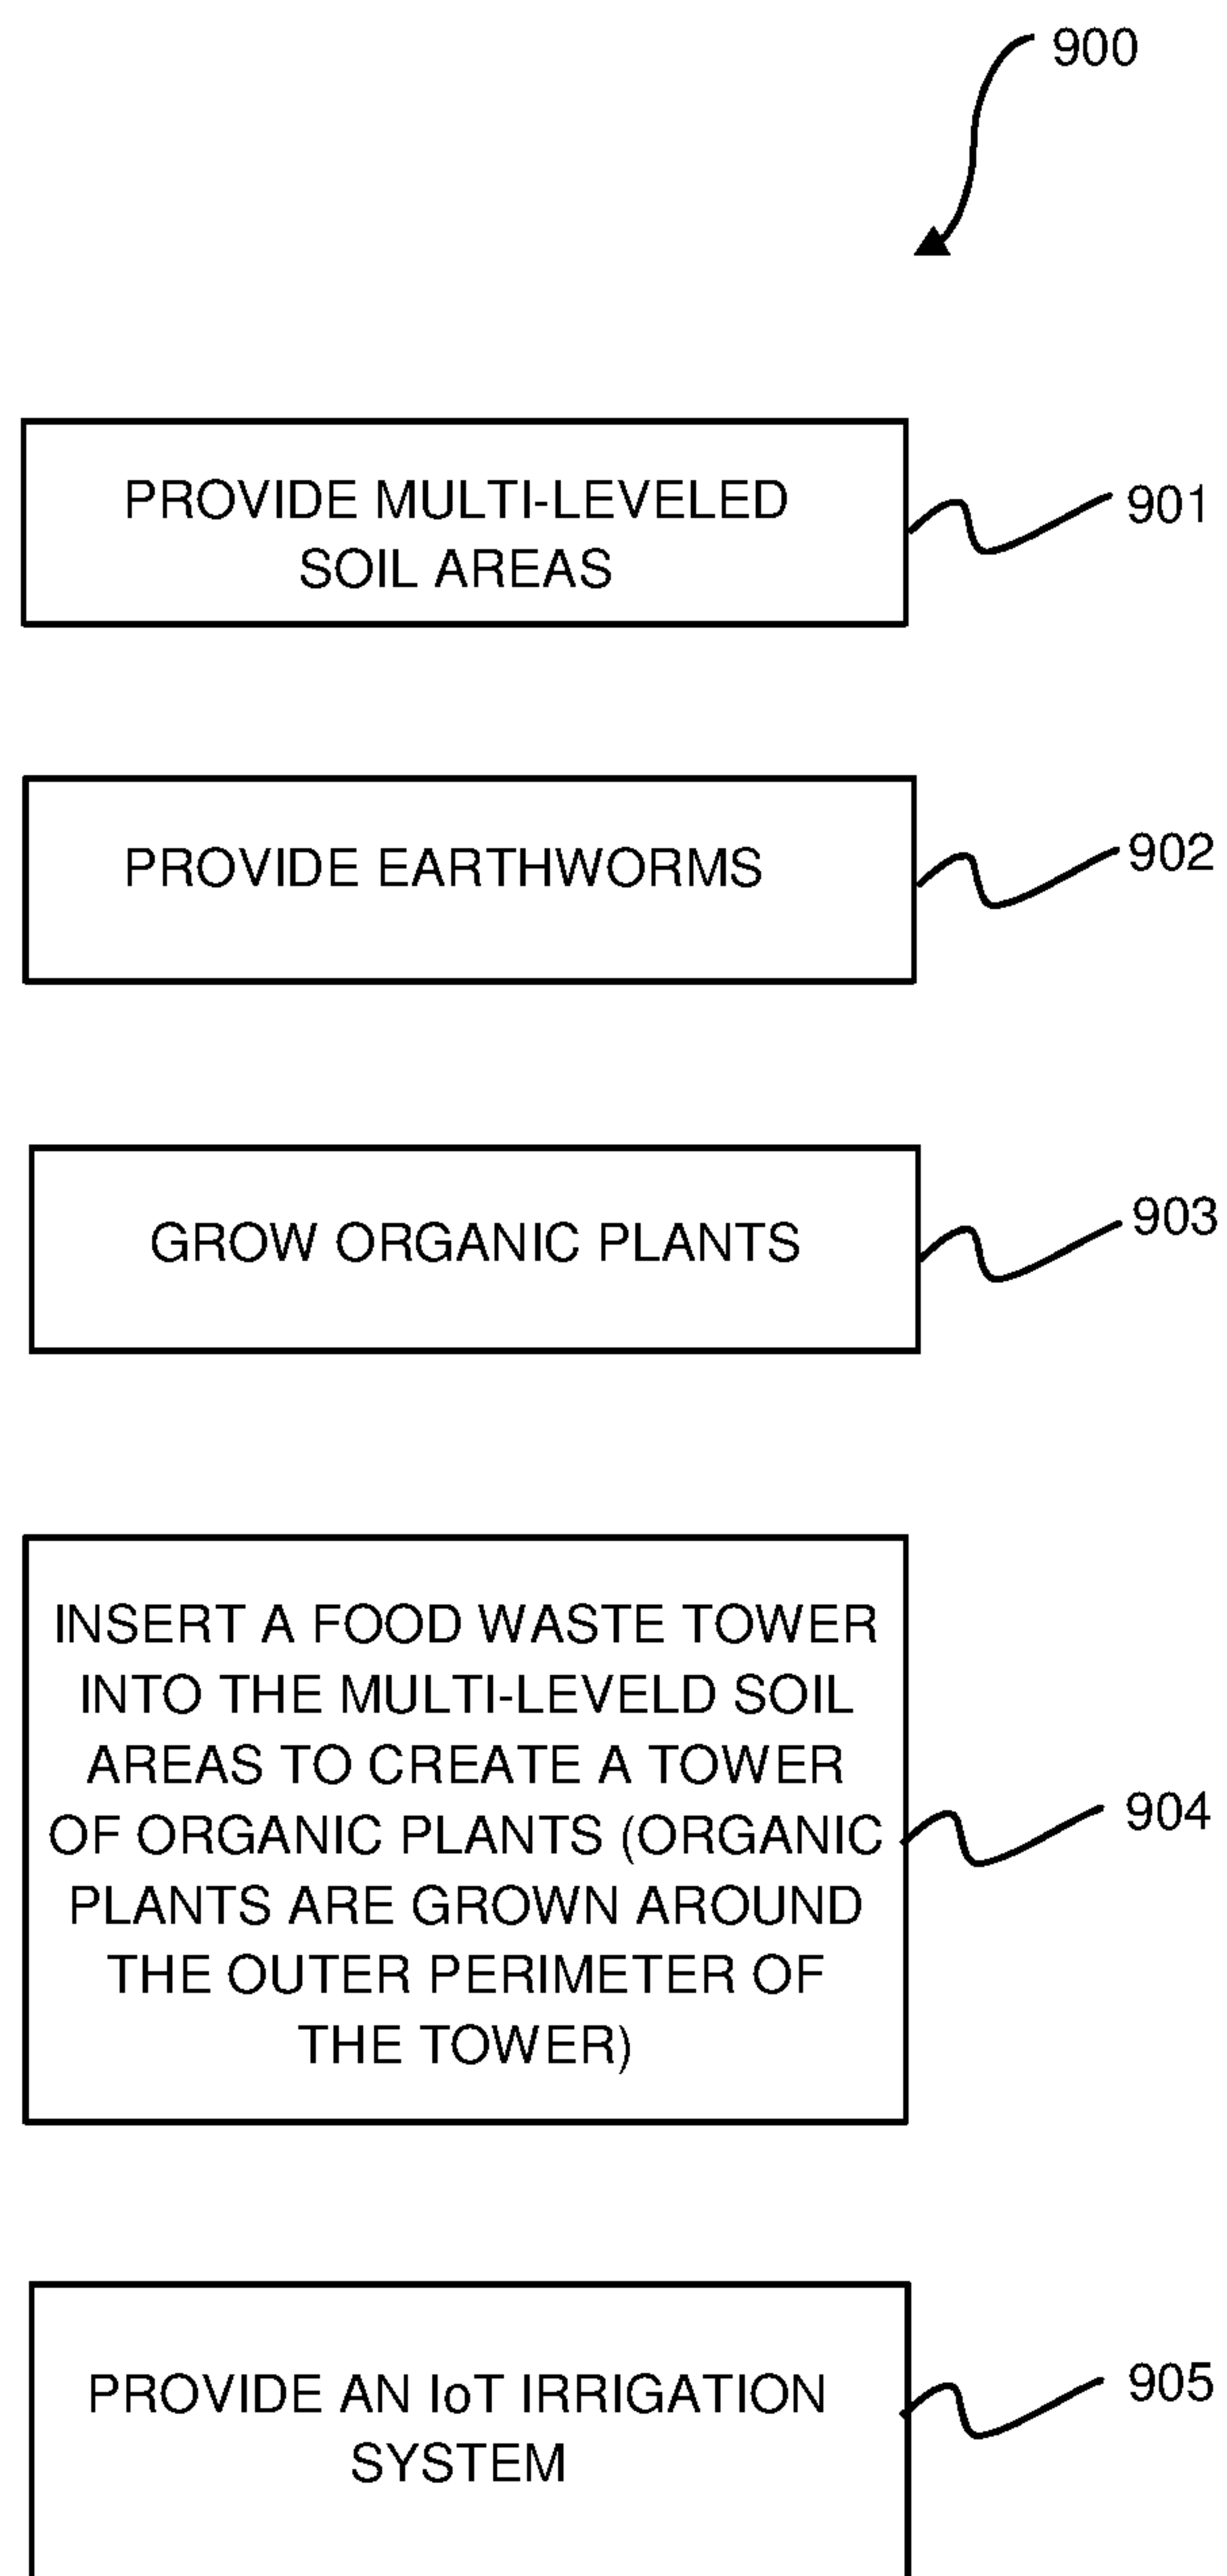 900
PROVIDE MULTI-LEVELED
SOIL AREAS
901
PROVIDE EARTHWORMS
902
GROW ORGANIC PLANTS
903
INSERT A FOOD WASTE TOWER
INTO THE MULTI-LEVELD SOIL
AREAS TO CREATE A TOWER
OF ORGANIC PLANTS (ORGANIC
PLANTS ARE GROWN AROUND
THE OUTER PERIMETER OF
THE TOWER)
904
PROVIDE AN IoT IRRIGATION
SYSTEM
905